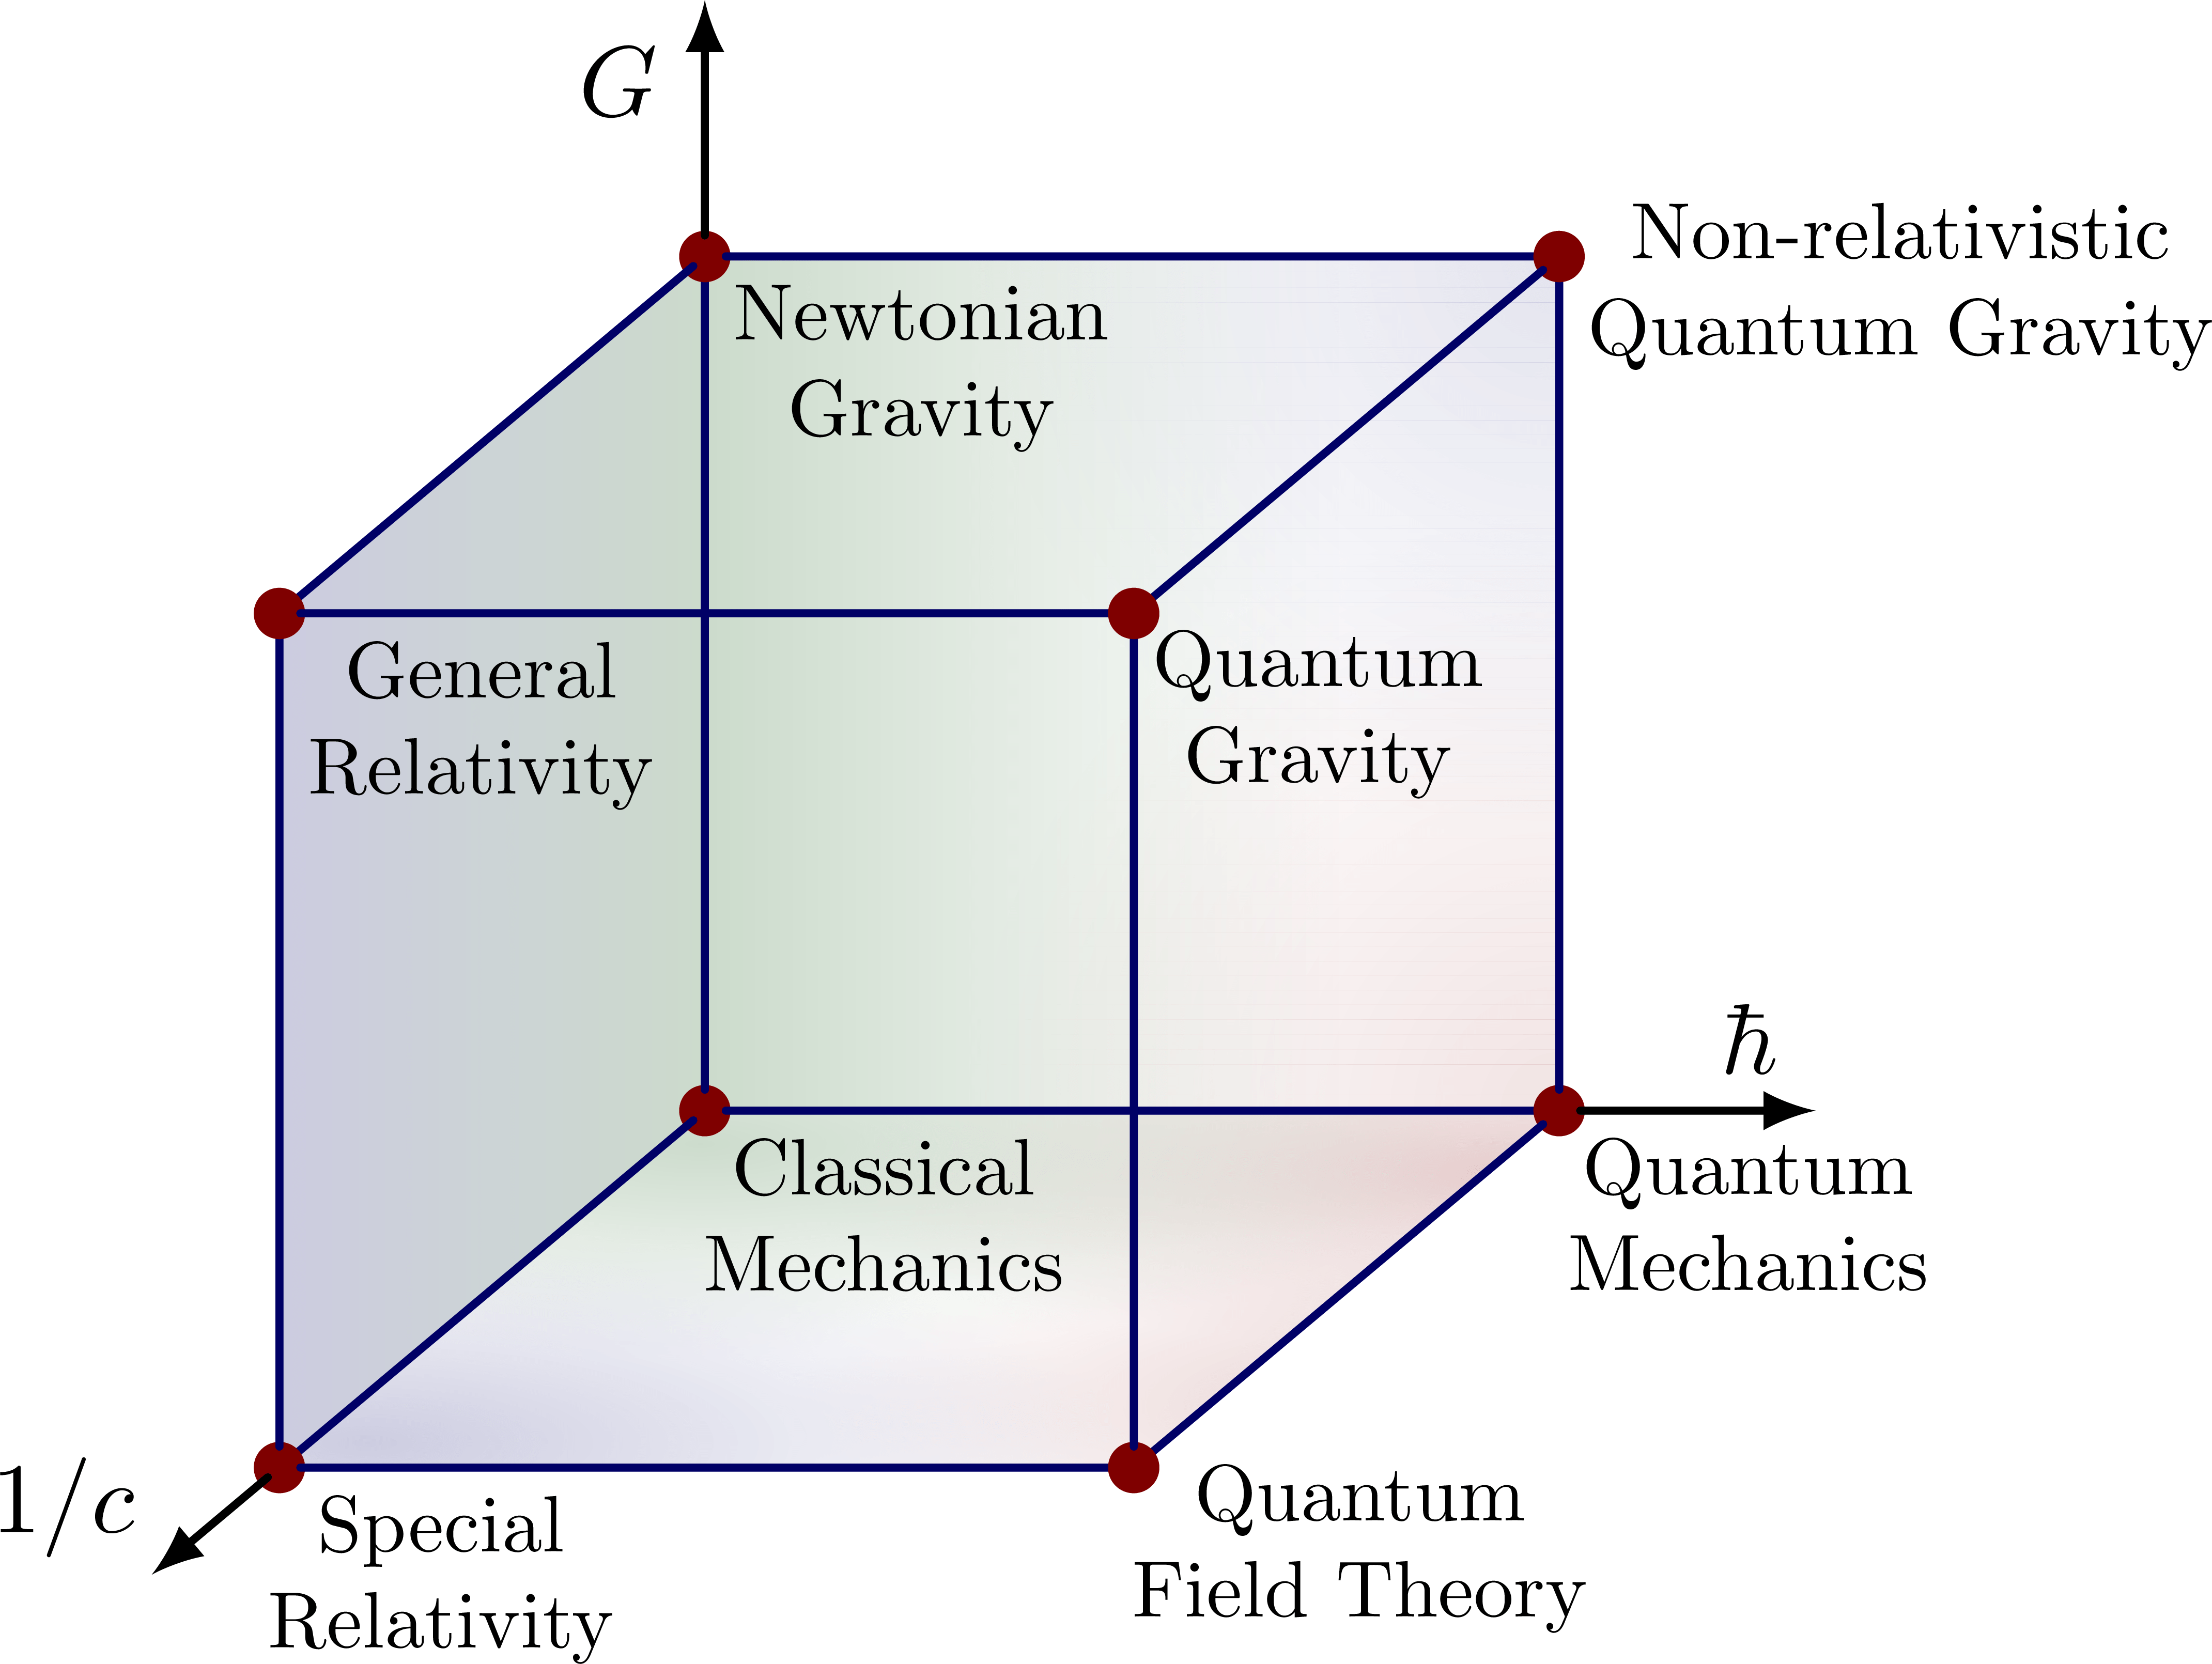 G
Non-relativistic
Quantum Gravity
Newtonian
Gravity
General
Relativity
Quantum
Gravity
ħ
Classical
Mechanics
Quantum
Mechanics
1/c
Special
Relativity
Quantum
Field Theory